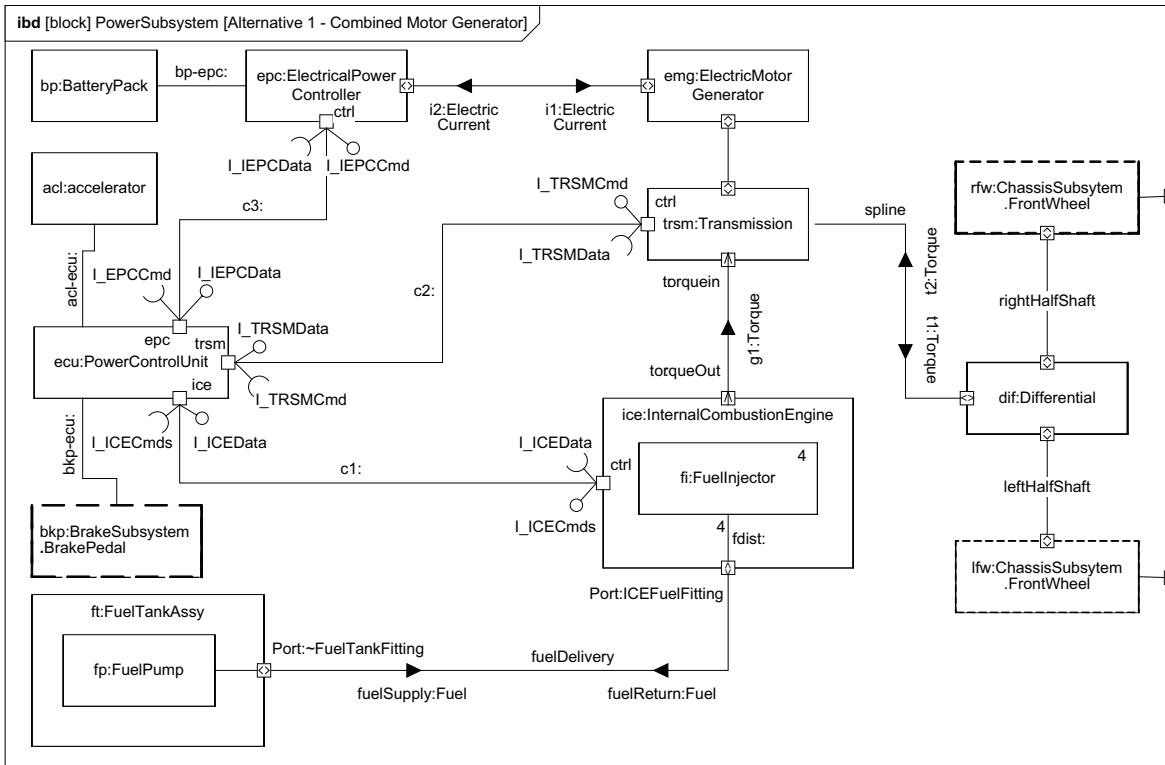 ibd [block] PowerSubsystem [Alternative 1 - Combined Motor Generator]
bp:BatteryPack
bp-epc:
epc:ElectricalPower
Controller
ctrl
i2:Electric
Current
i1:Electric
Current
emg:ElectricMotor
Generator
I_IEPCData
I_IEPCCmd
acl:accelerator
c3:
I_TRSMCmd
ctrl
trsm:Transmission
I_TRSMData
spline
rfw:ChassisSubsytem
.FrontWheel
acl-ecu:
I_EPCCmd
I_IEPCData
c2:
torquein
t2:Torque
rightHalfShaft
epc
trsm
ecu:PowerControlUnit
ice
I_TRSMData
I_TRSMCmd
g1:Torque
t1:Torque
torqueOut
dif:Differential
bkp-ecu:
I_ICECmds
I_ICEData
c1:
ice:InternalCombustionEngine
I_ICEData
ctrl
I_ICECmds
4
fi:FuelInjector
4
fdist:
leftHalfShaft
bkp:BrakeSubsystem
.BrakePedal
lfw:ChassisSubsytem
.FrontWheel
Port:ICEFuelFitting
ft:FuelTankAssy
fp:FuelPump
Port:~FuelTankFitting
fuelDelivery
fuelSupply:Fuel
fuelReturn:Fuel